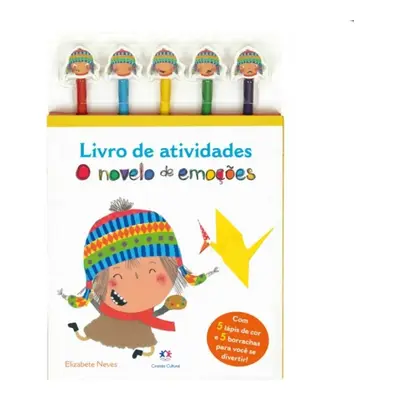 Livro de atividades
O novelo de emoções
Com
5 lápis de cor
e 5 borrachas
para você se
divertir!
Elizabete Neves
Ciranda Cultural